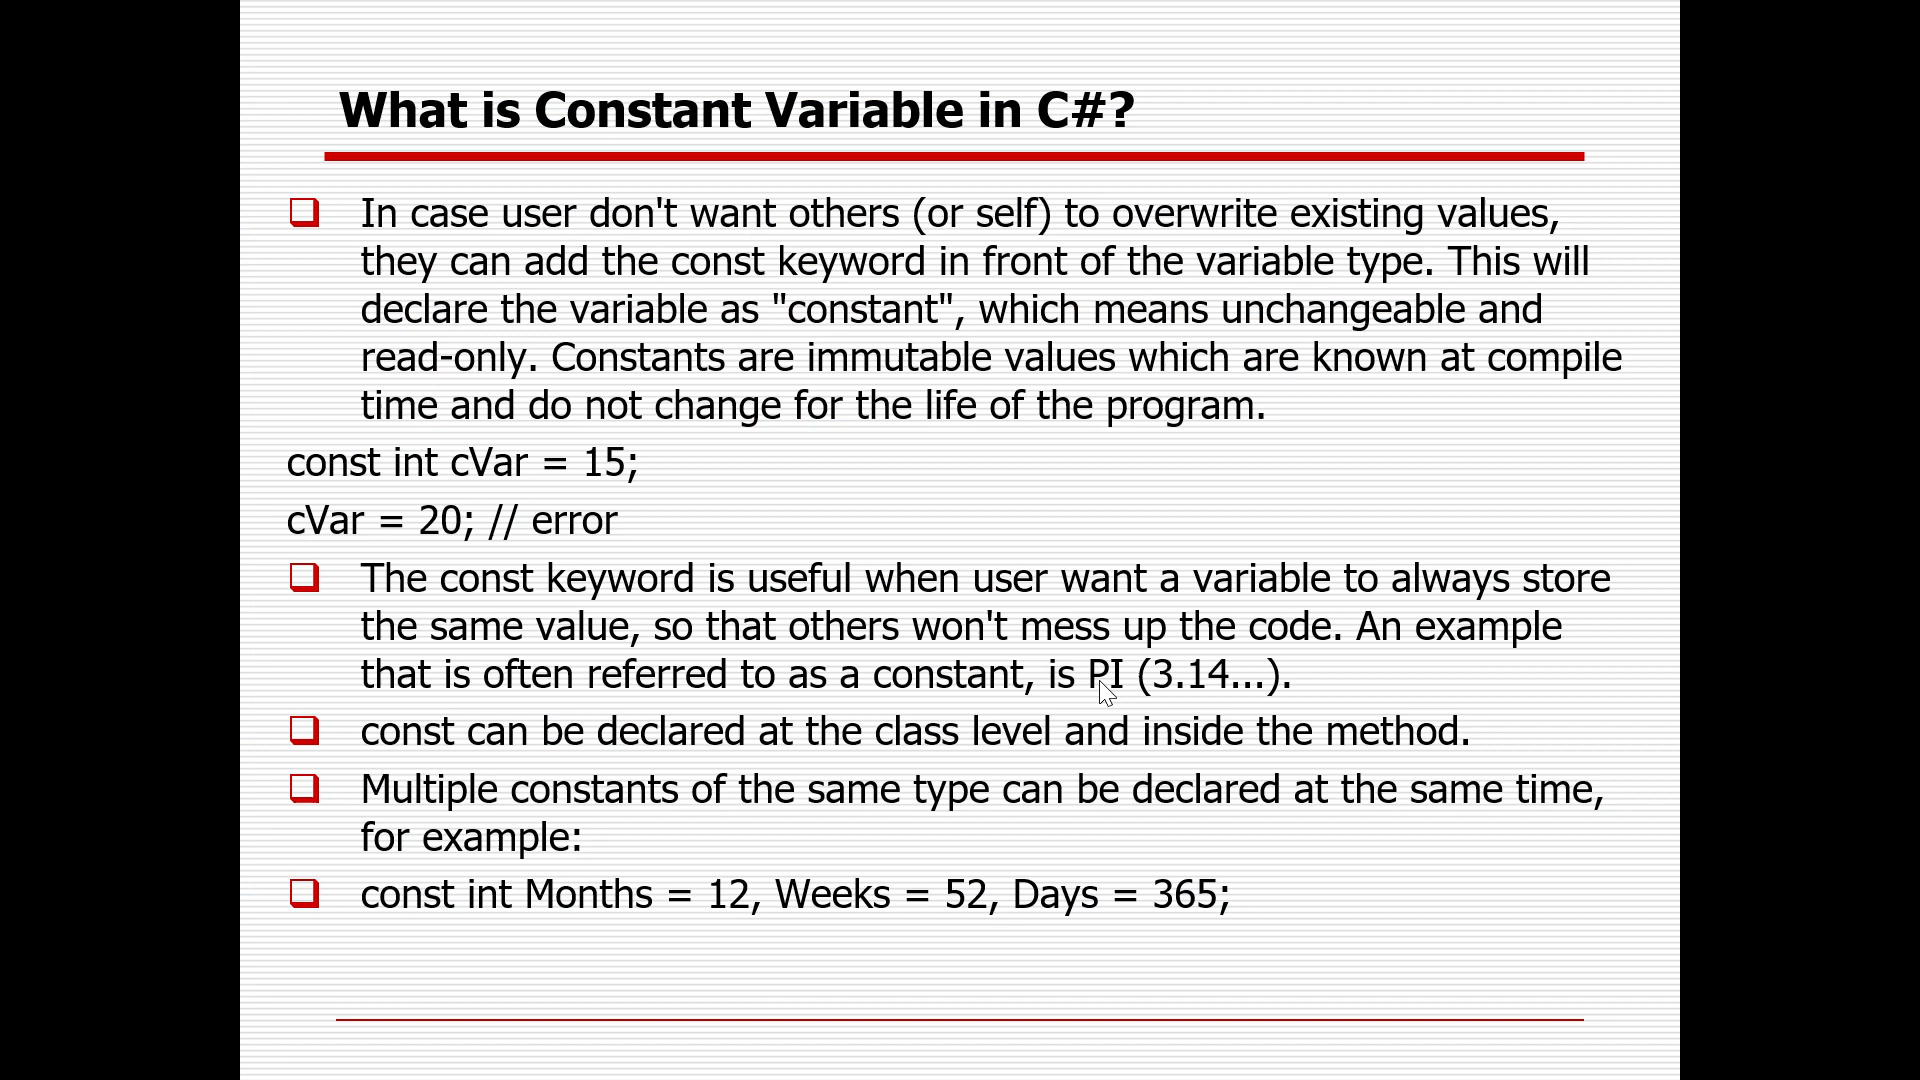 What is Constant Variable in C#?
In case user don't want others (or self) to overwrite existing values,
they can add the const keyword in front of the variable type. This will
declare the variable as "constant", which means unchangeable and
read-only. Constants are immutable values which are known at compile
time and do not change for the life of the program.
const int cVar = 15;
cVar = 20; // error
The const keyword is useful when user want a variable to always store
the same value, so that others won't mess up the code. An example
that is often referred to as a constant, is PI (3.14...).
const can be declared at the class level and inside the method.
Multiple constants of the same type can be declared at the same time,
for example:
const int Months = 12, Weeks = 52, Days = 365;